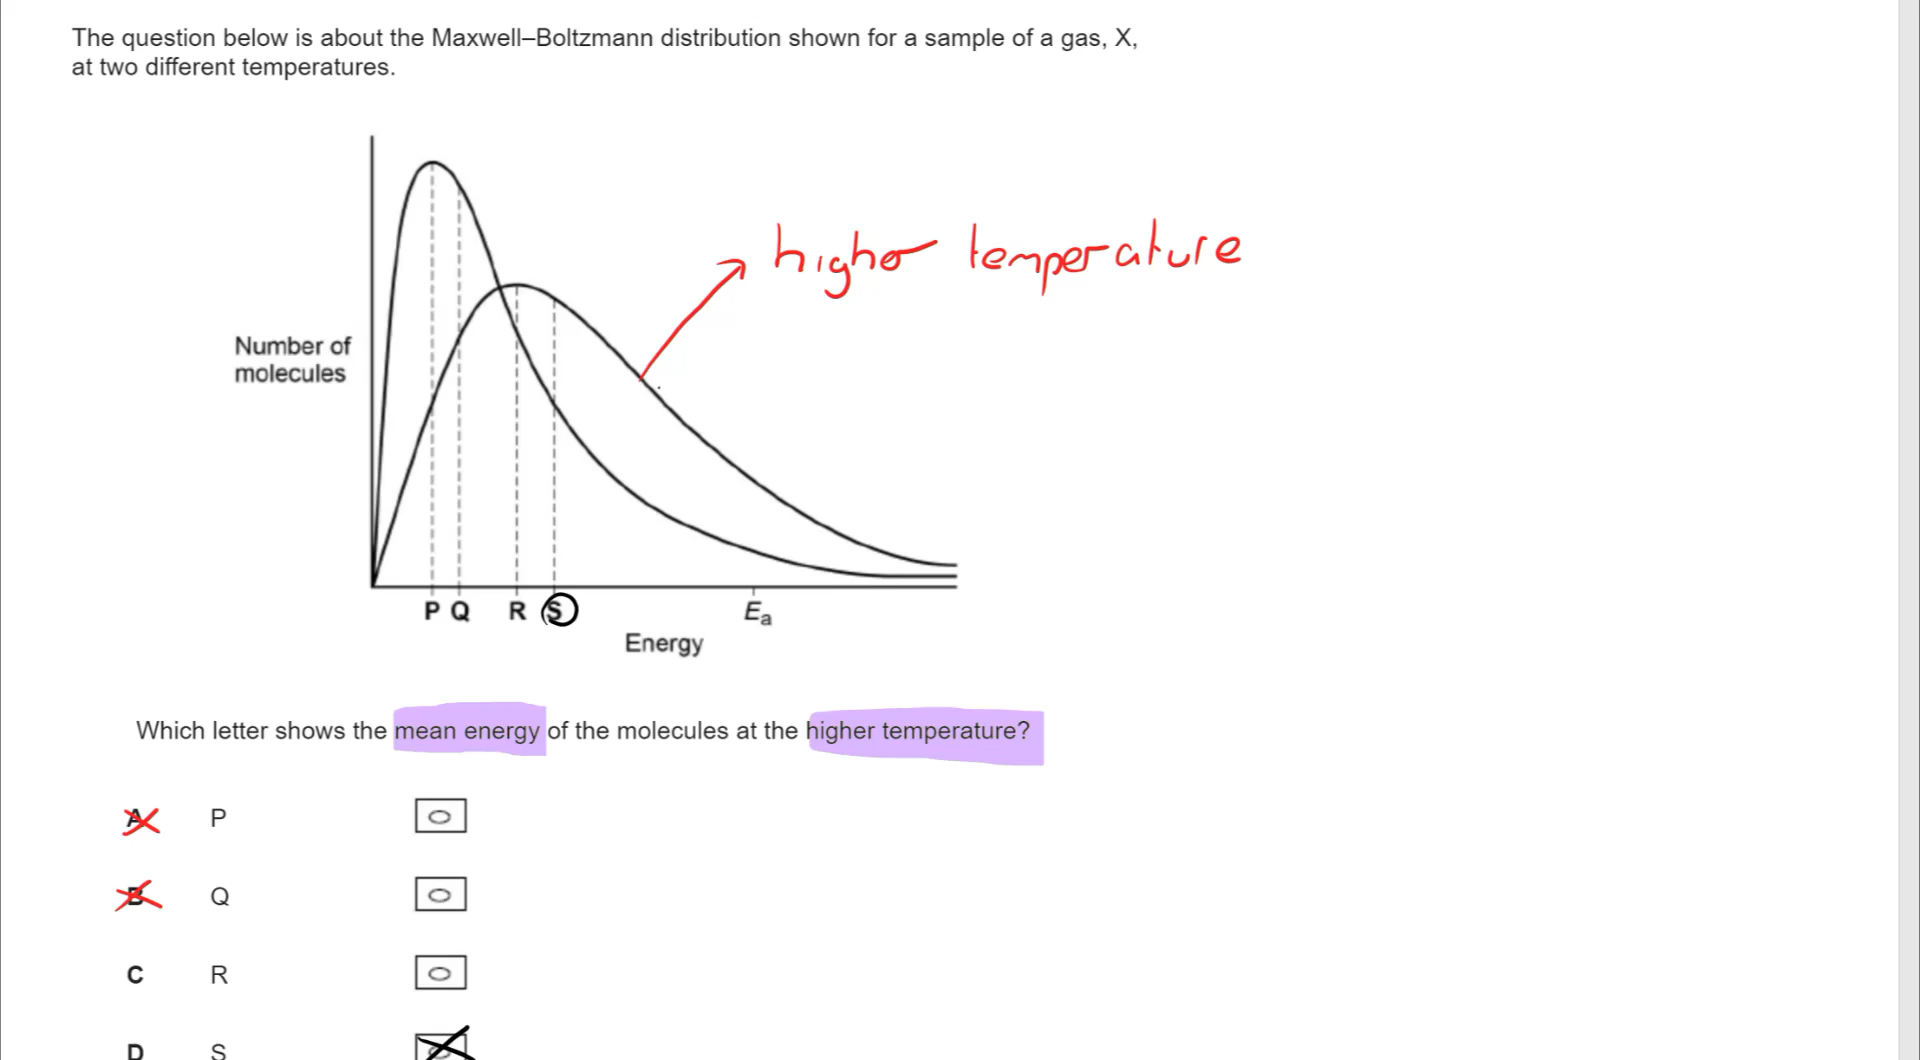 The question below is about the Maxwell–Boltzmann distribution shown for a sample of a gas, X,
at two different temperatures.
higher temperature
Number of
molecules
P Q R S Ea
Energy
Which letter shows the mean energy of the molecules at the higher temperature?
A P
B Q
C R
D S